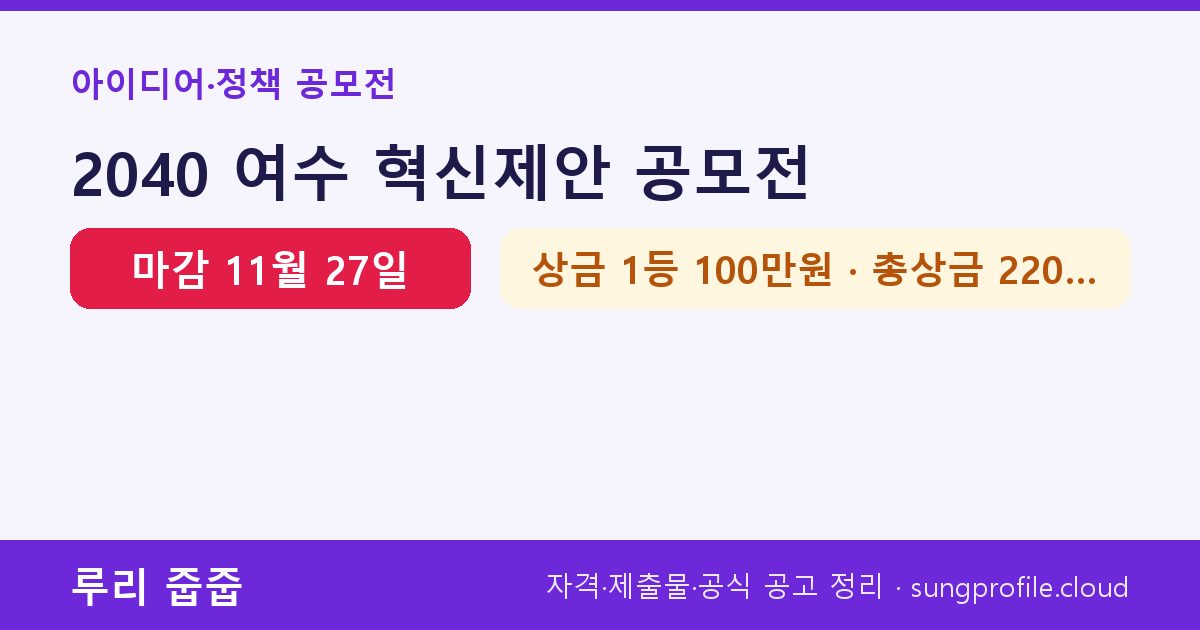 아이디어·정책 공모전
2040 여수 혁신제안 공모전
마감 11월 27일
상금 1등 100만원 · 총상금 220...
루리 줍줍
자격·제출물·공식 공고 정리 · sungprofile.cloud